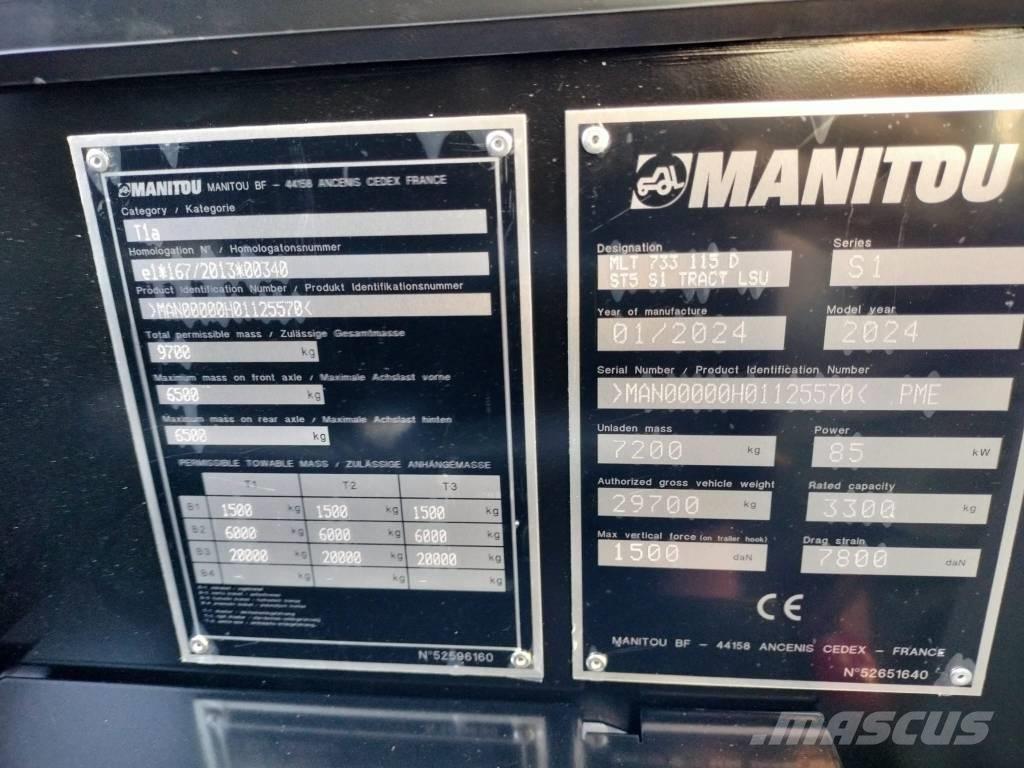 MANITOU MANITOU BF - 44158 ANCENIS CEDEX FRANCE
Category / Kategorie
T1a
Homologation N° / Homologatonsnummer
e1*167/2013*00340
Product Identification Number / Produkt Identifikationsnummer
>MAN00000H01125570<
Total permissible mass / Zulässige Gesamtmasse
9700 kg
Maximum mass on front axle / Maximale Achslast vorne
6500 kg
Maximum mass on rear axle / Maximale Achslast hinten
6500 kg
PERMISSIBLE TOWABLE MASS / ZULÄSSIGE ANHÄNGEMASSE
T1 T2 T3
B1 1500 kg 1500 kg 1500 kg
B2 6000 kg 6000 kg 6000 kg
B3 20000 kg 20000 kg 20000 kg
B4 - kg - kg - kg
N°52596160
MANITOU
Designation Series
MLT 733 115 D S1
ST5 S1 TRACT LSU
Year of manufacture Model year
01/2024 2024
Serial Number / Product Identification Number
>MAN00000H01125570< PME
Unladen mass Power
7200 kg 85 kW
Authorized gross vehicle weight Rated capacity
29700 kg 3300 kg
Max vertical force (on trailer hook) Drag strain
1500 daN 7800 daN
CE
MANITOU BF - 44158 ANCENIS CEDEX - FRANCE
N°52651640
MASCUS